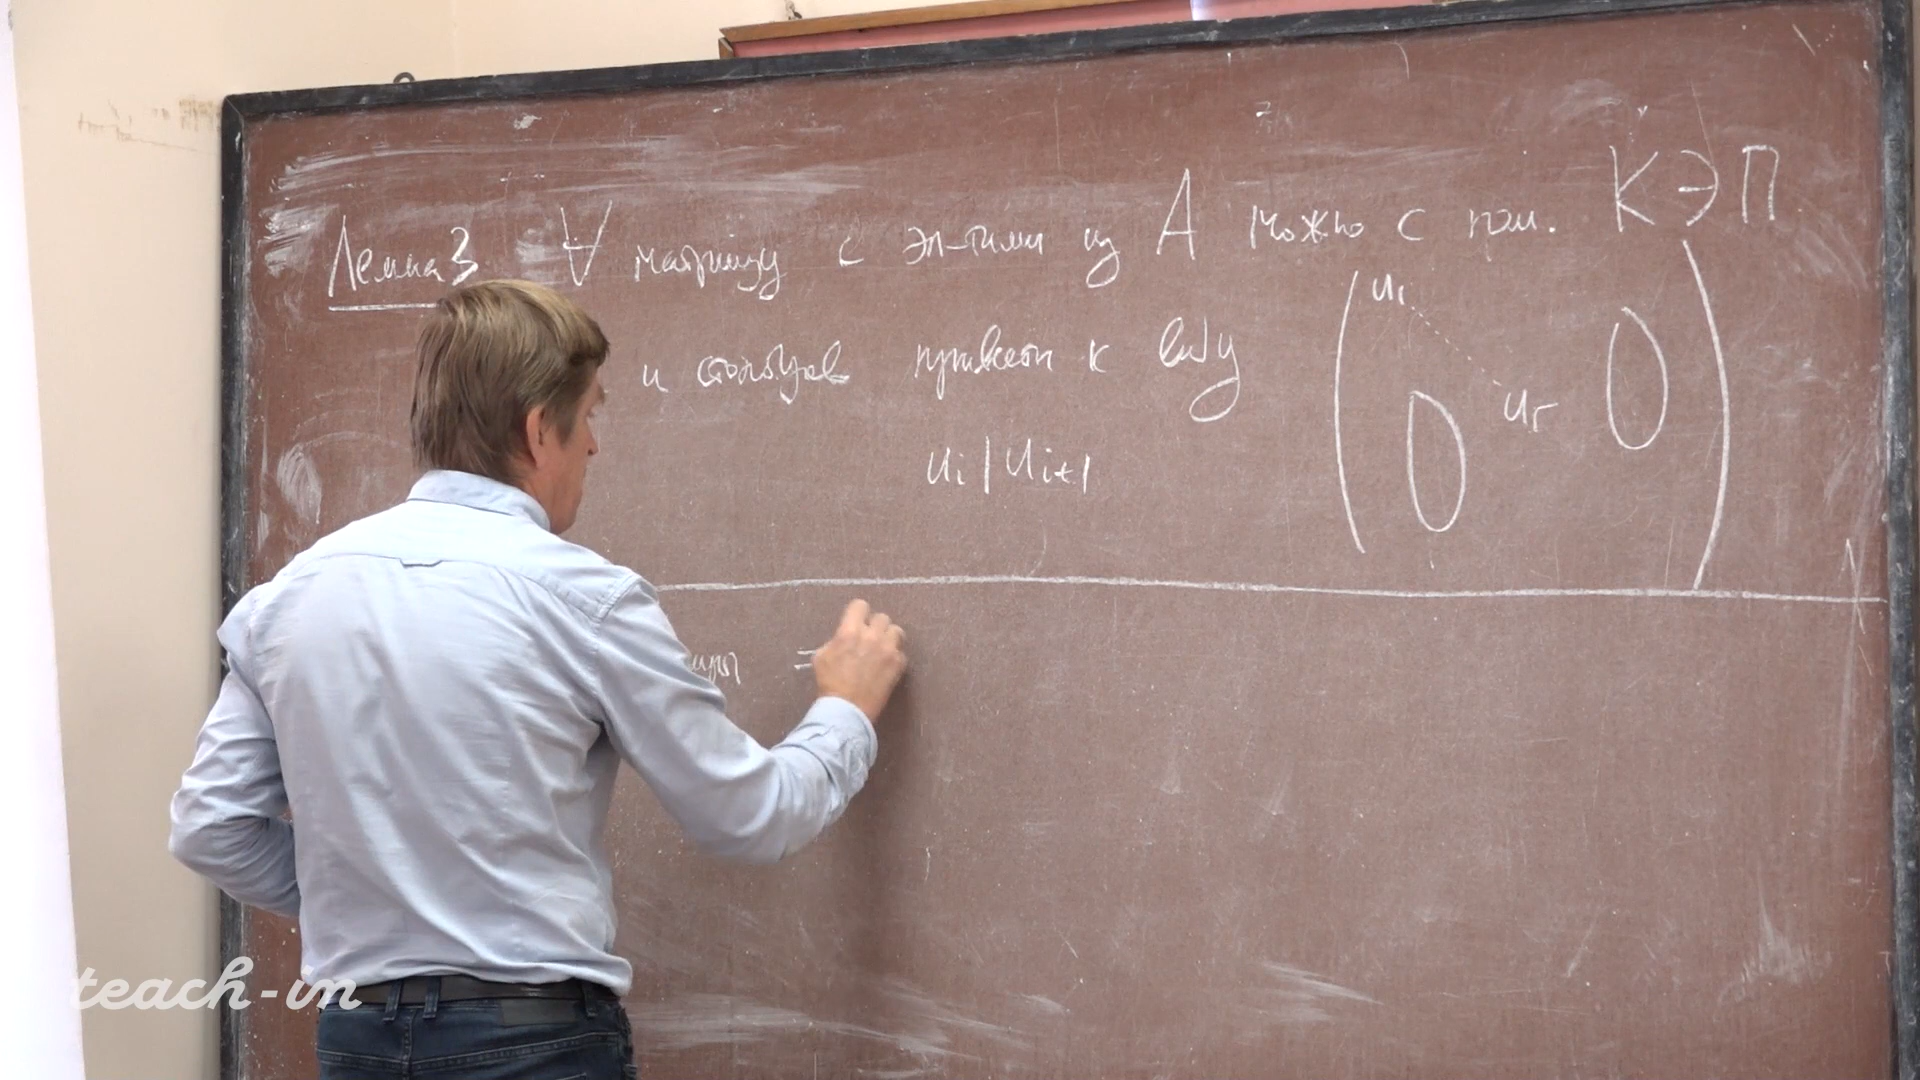 Лемма 3 ∀ матрицу с эл-тами из A можно с пом. КЭП
и столбцов привести к виду
u₁
uᵣ
0
0
uᵢ | uᵢ₊₁
=
teach-in